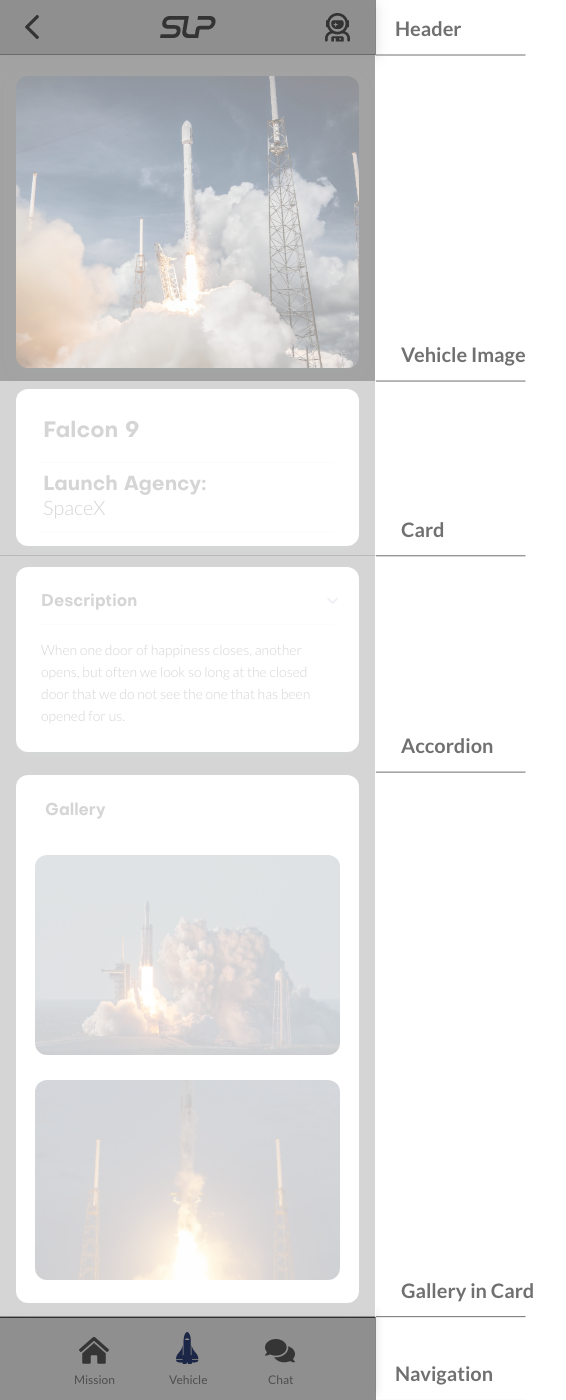 SLP
Header
Vehicle Image
Falcon 9
Launch Agency:
SpaceX
Card
Description
When one door of happiness closes, another
opens, but often we look so long at the closed
door that we do not see the one that has been
opened for us.
Accordion
Gallery
Gallery in Card
Mission
Vehicle
Chat
Navigation